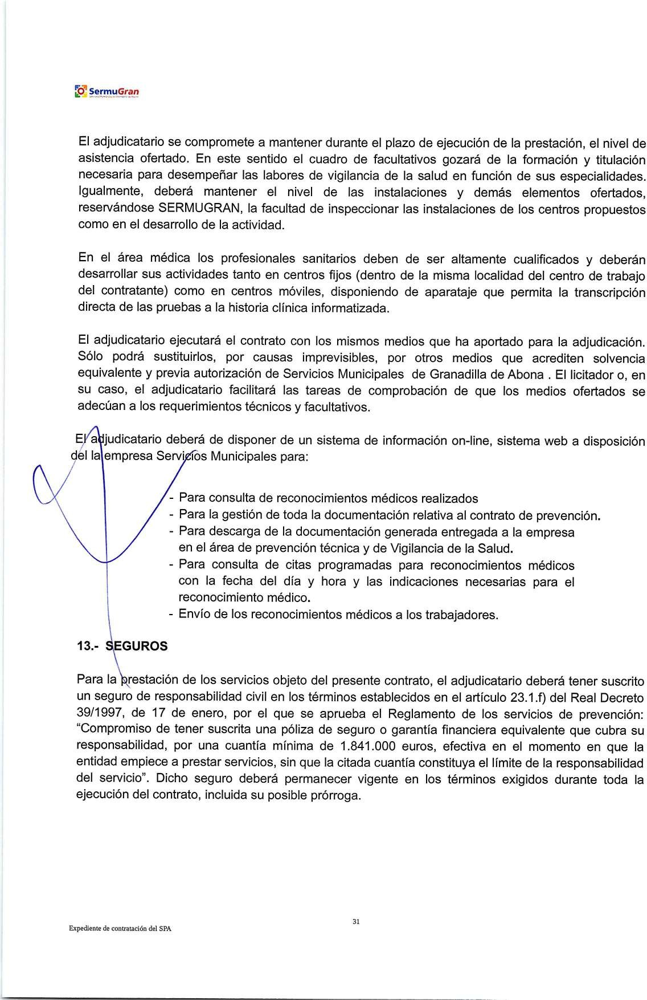 SermuGran
El adjudicatario se compromete a mantener durante el plazo de ejecución de la prestación, el nivel de
asistencia ofertado. En este sentido el cuadro de facultativos gozará de la formación y titulación
necesaria para desempeñar las labores de vigilancia de la salud en función de sus especialidades.
Igualmente, deberá mantener el nivel de las instalaciones y demás elementos ofertados,
reservándose SERMUGRAN, la facultad de inspeccionar las instalaciones de los centros propuestos
como en el desarrollo de la actividad.
En el área médica los profesionales sanitarios deben de ser altamente cualificados y deberán
desarrollar sus actividades tanto en centros fijos (dentro de la misma localidad del centro de trabajo
del contratante) como en centros móviles, disponiendo de aparataje que permita la transcripción
directa de las pruebas a la historia clínica informatizada.
El adjudicatario ejecutará el contrato con los mismos medios que ha aportado para la adjudicación.
Sólo podrá sustituirlos, por causas imprevisibles, por otros medios que acrediten solvencia
equivalente y previa autorización de Servicios Municipales de Granadilla de Abona . El licitador o, en
su caso, el adjudicatario facilitará las tareas de comprobación de que los medios ofertados se
adecúan a los requerimientos técnicos y facultativos.
El adjudicatario deberá de disponer de un sistema de información on-line, sistema web a disposición
del la empresa Servicios Municipales para:
- Para consulta de reconocimientos médicos realizados
- Para la gestión de toda la documentación relativa al contrato de prevención.
- Para descarga de la documentación generada entregada a la empresa
en el área de prevención técnica y de Vigilancia de la Salud.
- Para consulta de citas programadas para reconocimientos médicos
con la fecha del día y hora y las indicaciones necesarias para el
reconocimiento médico.
- Envío de los reconocimientos médicos a los trabajadores.
13.- SEGUROS
Para la prestación de los servicios objeto del presente contrato, el adjudicatario deberá tener suscrito
un seguro de responsabilidad civil en los términos establecidos en el artículo 23.1.f) del Real Decreto
39/1997, de 17 de enero, por el que se aprueba el Reglamento de los servicios de prevención:
“Compromiso de tener suscrita una póliza de seguro o garantía financiera equivalente que cubra su
responsabilidad, por una cuantía mínima de 1.841.000 euros, efectiva en el momento en que la
entidad empiece a prestar servicios, sin que la citada cuantía constituya el límite de la responsabilidad
del servicio”. Dicho seguro deberá permanecer vigente en los términos exigidos durante toda la
ejecución del contrato, incluida su posible prórroga.
31
Expediente de contratación del SPA